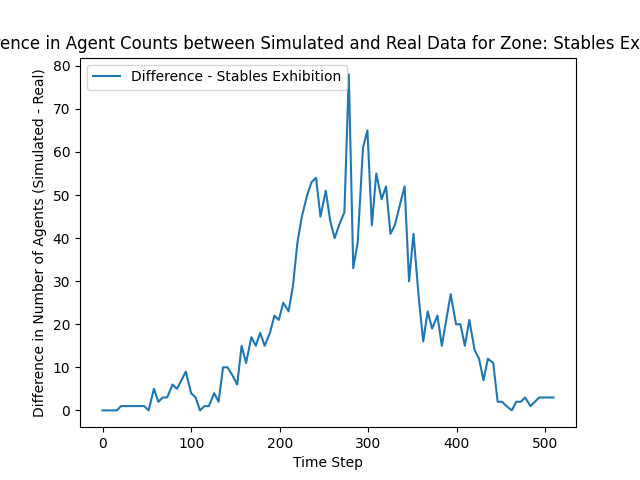 rence in Agent Counts between Simulated and Real Data for Zone: Stables Ex
Difference - Stables Exhibition
Difference in Number of Agents (Simulated - Real)
80
70
60
50
40
30
20
10
0
0 100 200 300 400 500
Time Step